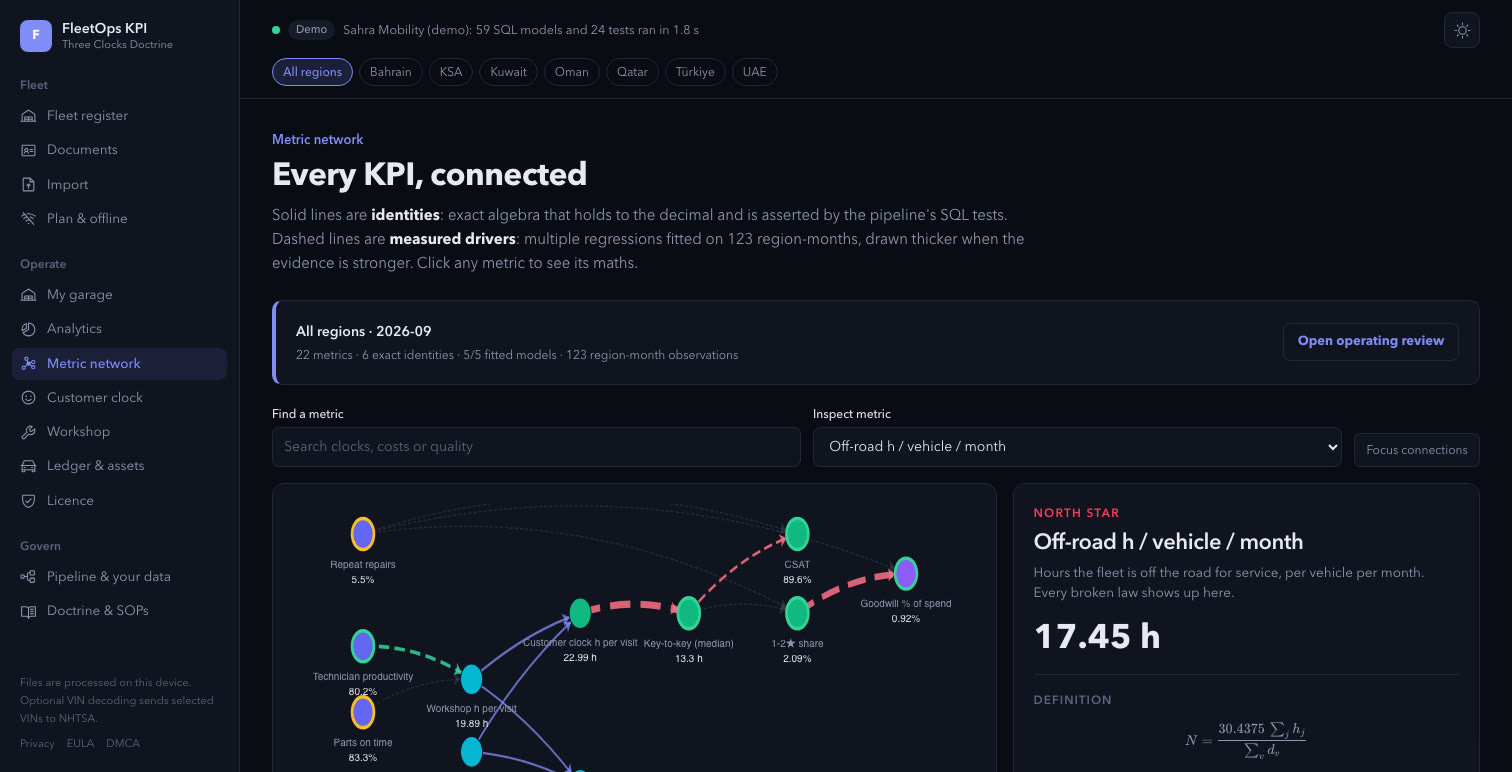 F
FleetOps KPI
Three Clocks Doctrine
Fleet
Fleet register
Documents
Import
Plan & offline
Operate
My garage
Analytics
Metric network
Customer clock
Workshop
Ledger & assets
Licence
Govern
Pipeline & your data
Doctrine & SOPs
Files are processed on this device.
Optional VIN decoding sends selected
VINs to NHTSA.
Privacy EULA DMCA
Demo Sahra Mobility (demo): 59 SQL models and 24 tests ran in 1.8 s
All regions Bahrain KSA Kuwait Oman Qatar Türkiye UAE
Metric network
Every KPI, connected
Solid lines are identities: exact algebra that holds to the decimal and is asserted by the pipeline's SQL tests.
Dashed lines are measured drivers: multiple regressions fitted on 123 region-months, drawn thicker when the
evidence is stronger. Click any metric to see its maths.
All regions · 2026-09
22 metrics · 6 exact identities · 5/5 fitted models · 123 region-month observations
Open operating review
Find a metric
Search clocks, costs or quality
Inspect metric
Off-road h / vehicle / month
Focus connections
Repeat repairs
5.5%
CSAT
89.6%
Goodwill % of spend
0.92%
Customer clock h per visit
22.99 h
Key-to-key (median)
13.3 h
1-2★ share
2.09%
Technician productivity
80.2%
Workshop h per visit
19.89 h
Parts on time
83.3%
NORTH STAR
Off-road h / vehicle / month
Hours the fleet is off the road for service, per vehicle per month.
Every broken law shows up here.
17.45 h
DEFINITION
N = 30.4375 ∑j hj / ∑v dv